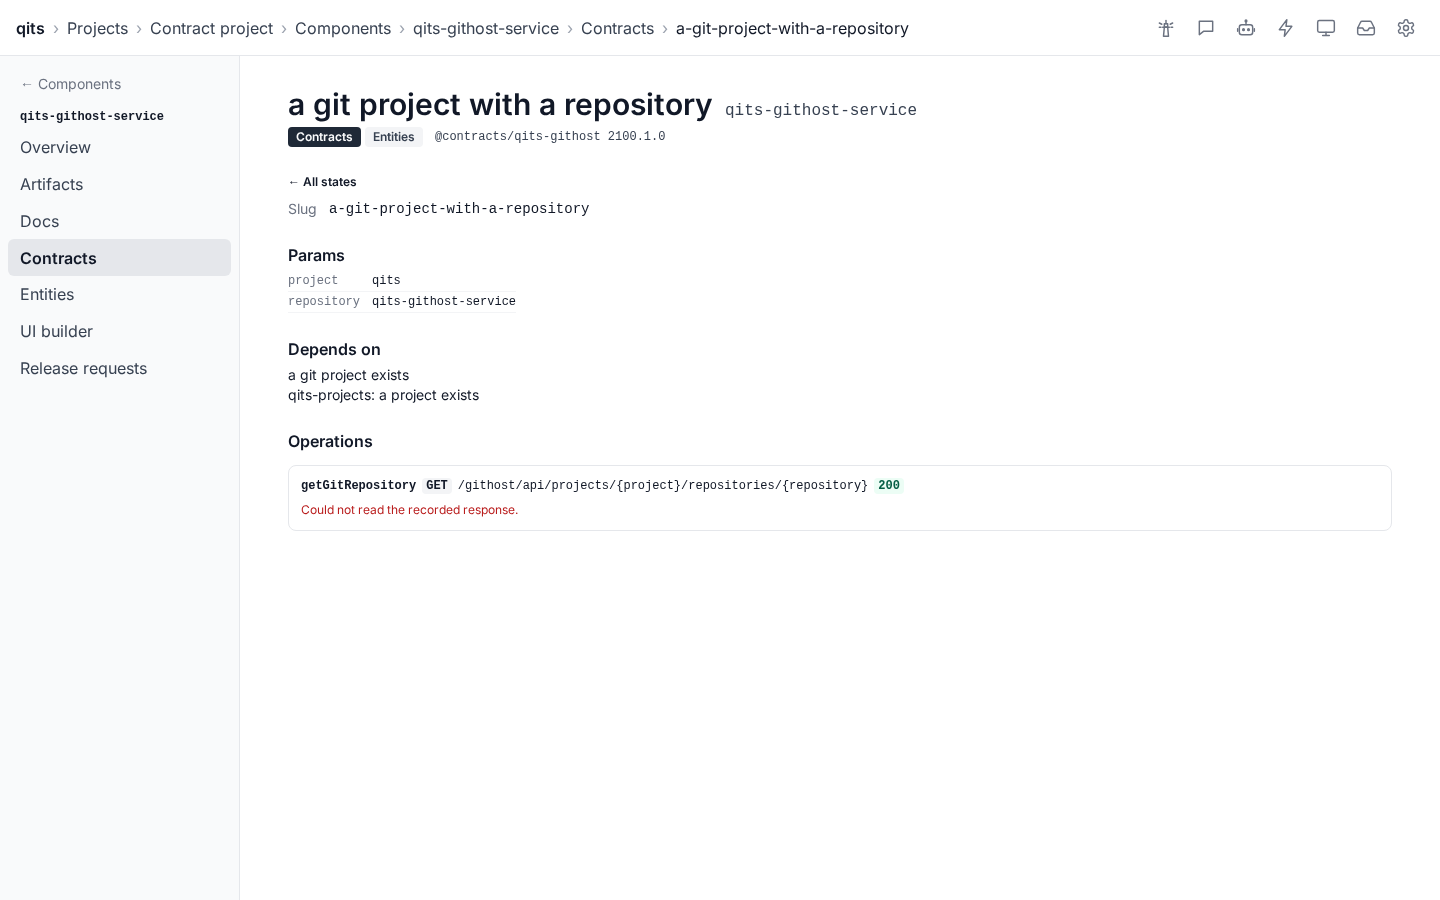 qits › Projects › Contract project › Components › qits-githost-service › Contracts › a-git-project-with-a-repository
← Components
qits-githost-service
Overview
Artifacts
Docs
Contracts
Entities
UI builder
Release requests
a git project with a repository qits-githost-service
Contracts Entities @contracts/qits-githost 2100.1.0
← All states
Slug a-git-project-with-a-repository
Params
project qits
repository qits-githost-service
Depends on
a git project exists
qits-projects: a project exists
Operations
getGitRepository GET /githost/api/projects/{project}/repositories/{repository} 200
Could not read the recorded response.